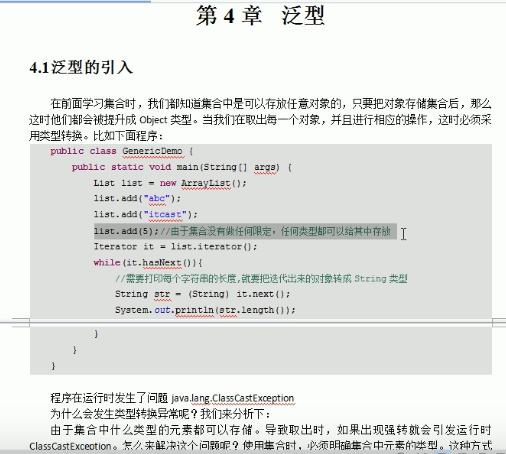 第 4 章 泛型
4.1泛型的引入
在前面学习集合时，我们都知道集合中是可以存放任意对象的，只要把对象存储集合后，那么
这时他们都会被提升成 Object 类型。当我们在取出每一个对象，并且进行相应的操作，这时必须采
用类型转换。比如下面程序：
public class GenericDemo {
public static void main(String[] args) {
List list = new ArrayList();
list.add("abc");
list.add("itcast");
list.add(5);//由于集合没有做任何限定，任何类型都可以给其中存放
Iterator it = list.iterator();
while(it.hasNext()){
//需要打印每个字符串的长度,就要把迭代出来的对象转成 String 类型
String str = (String) it.next();
System.out.println(str.length());
}
}
}
程序在运行时发生了问题 java.lang.ClassCastException
为什么会发生类型转换异常呢？我们来分析下：
由于集合中什么类型的元素都可以存储。导致取出时，如果出现强转就会引发运行时
ClassCastException。怎么来解决这个问题呢？使用集合时，必须明确集合中元素的类型。这种方式